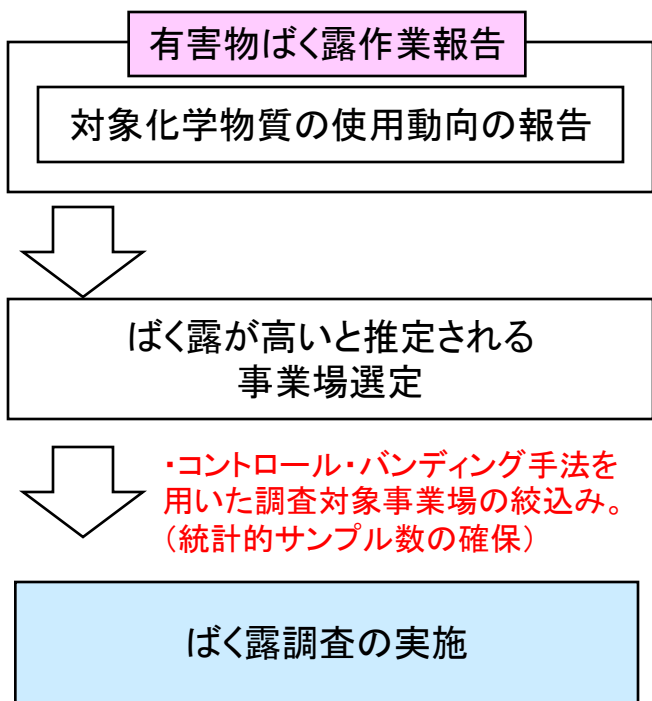 有害物ばく露作業報告
対象化学物質の使用動向の報告
ばく露が高いと推定される
事業場選定
・コントロール・バンディング手法を
用いた調査対象事業場の絞込み。
（統計的サンプル数の確保）
ばく露調査の実施